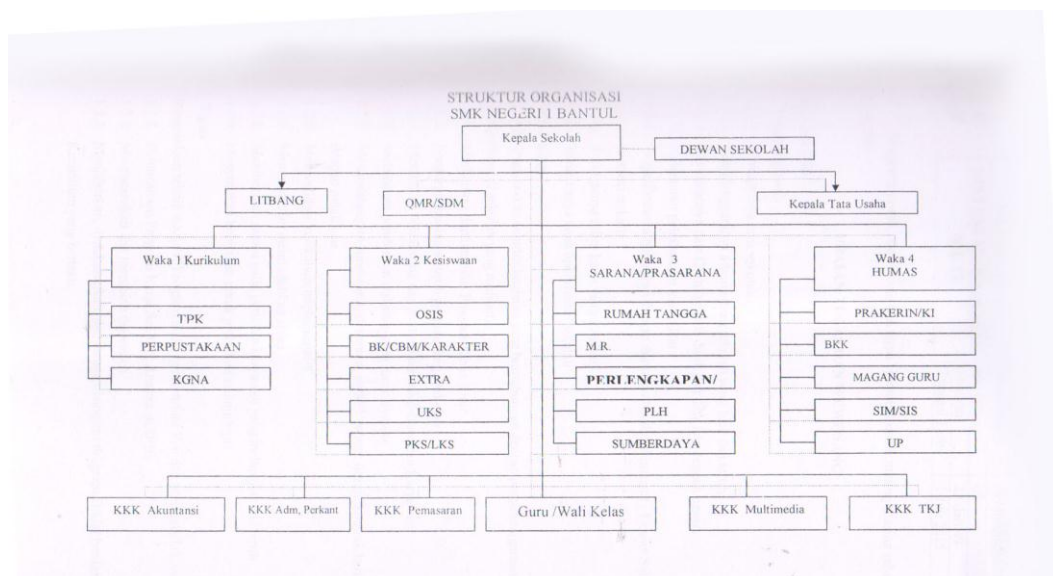 STRUKTUR ORGANISASI
SMK NEGERI 1 BANTUL
Kepala Sekolah
DEWAN SEKOLAH
LITBANG
QMR/SDM
Kepala Tata Usaha
Waka 1 Kurikulum
TPK
PERPUSTAKAAN
KGNA
Waka 2 Kesiswaan
OSIS
BK/CBM/KARAKTER
EXTRA
UKS
PKS/LKS
Waka 3
SARANA/PRASARANA
RUMAH TANGGA
M.R.
PERLENGKAPAN/
PLH
SUMBERDAYA
Waka 4
HUMAS
PRAKERIN/KI
BKK
MAGANG GURU
SIM/SIS
UP
KKK Akuntansi
KKK Adm, Perkant
KKK Pemasaran
Guru /Wali Kelas
KKK Multimedia
KKK TKJ